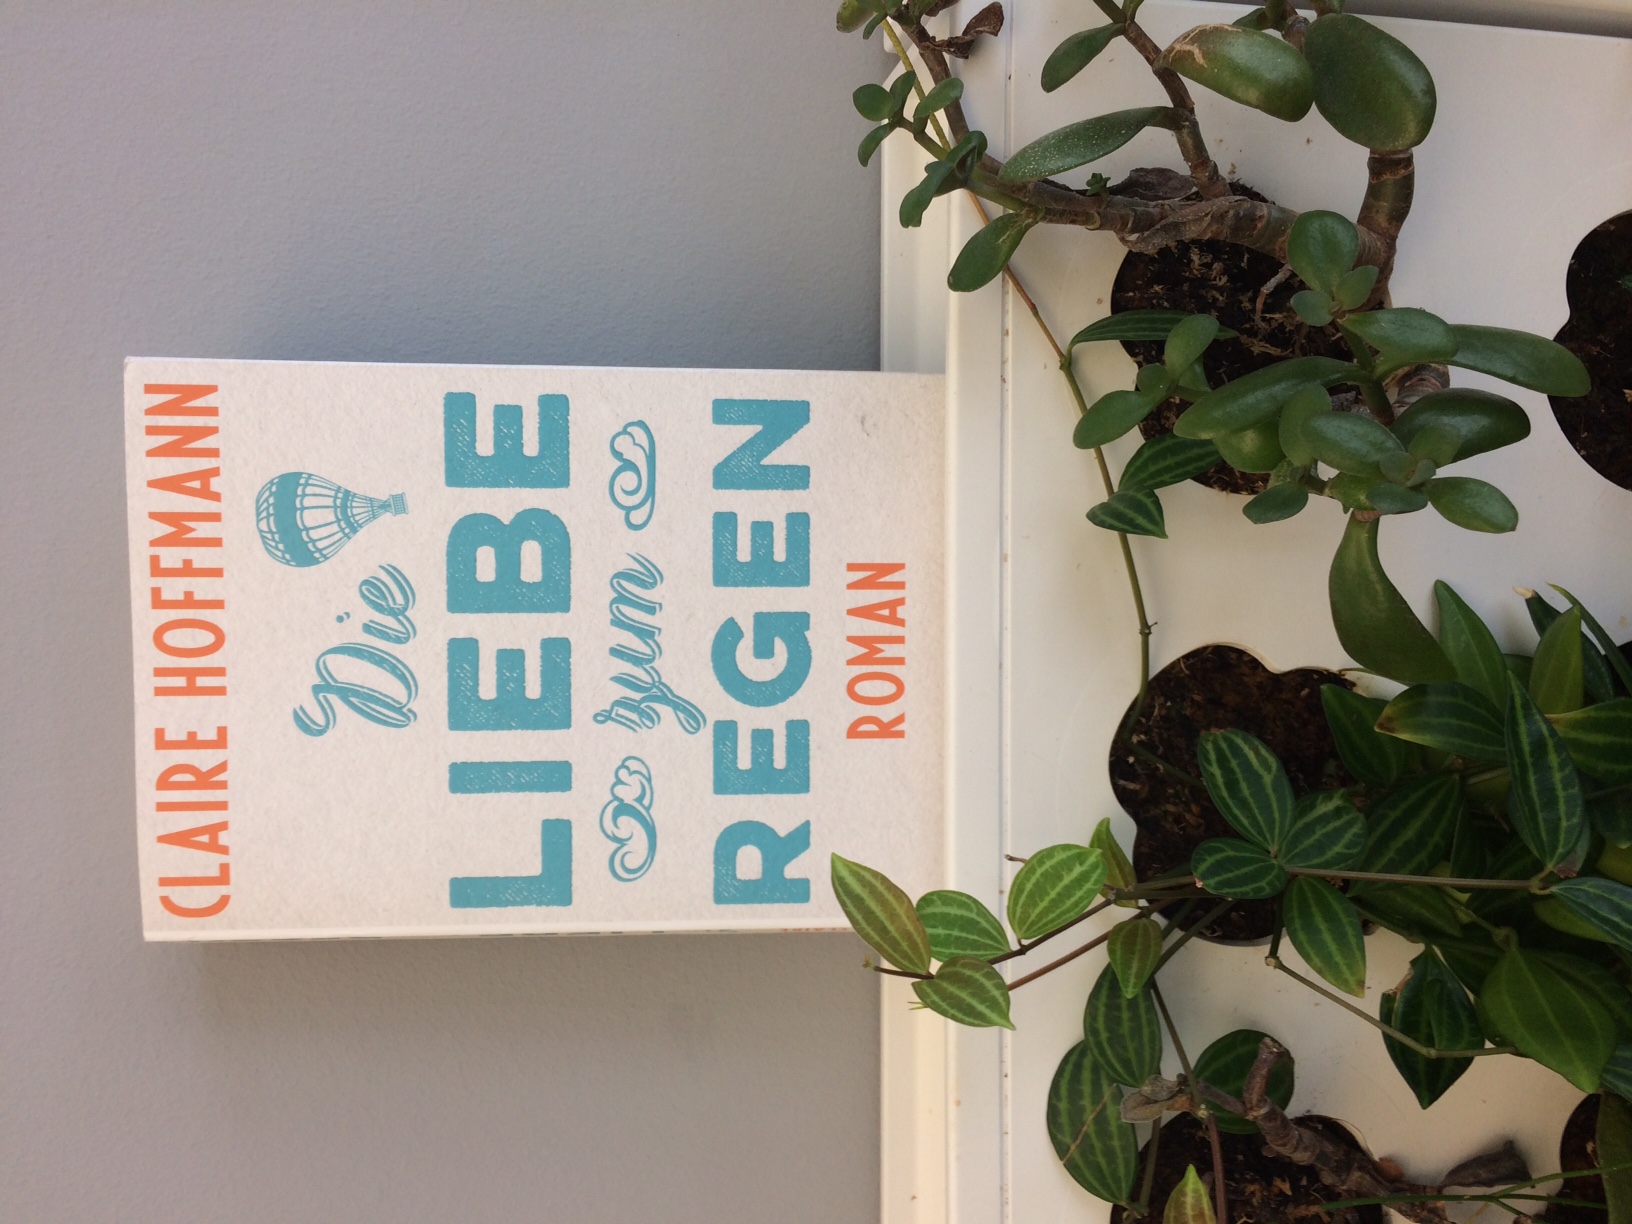 CLAIRE HOFFMANN
Die
LIEBE
zum
REGEN
ROMAN